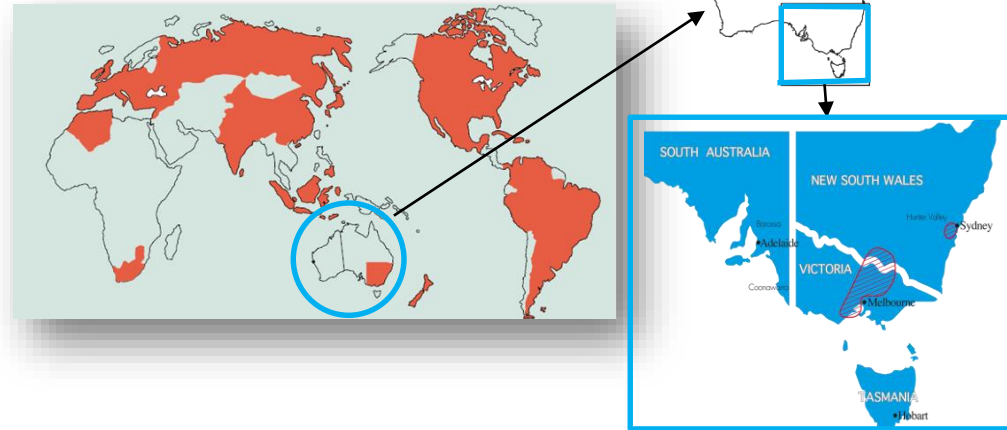 SOUTH AUSTRALIA
NEW SOUTH WALES
Hunter Valley
Sydney
Barossa
Adelaide
VICTORIA
Coonawarra
Melbourne
TASMANIA
Hobart